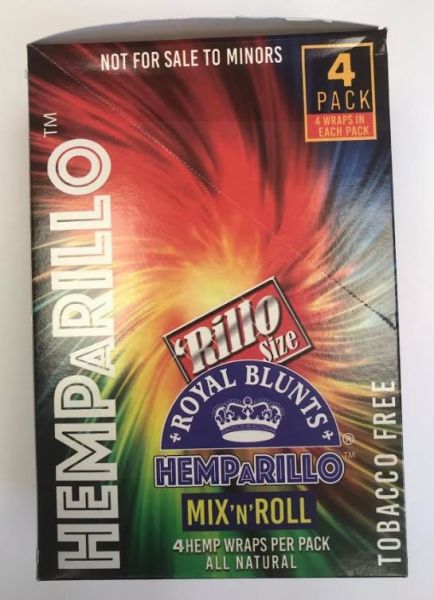 NOT FOR SALE TO MINORS
4
PACK
4 WRAPS IN
EACH PACK
HEMPARILLO™
'Rillo
Size
ROYAL BLUNTS®
HEMPARILLO™
MIX'N'ROLL
4 HEMP WRAPS PER PACK
ALL NATURAL
TOBACCO FREE